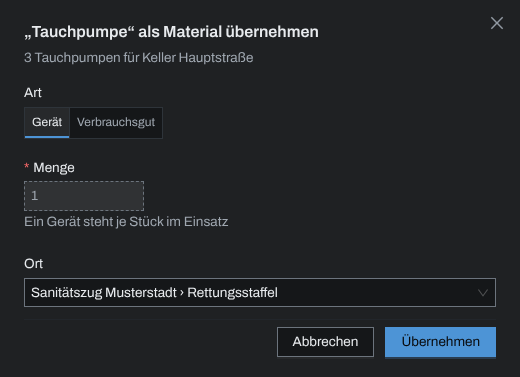 „Tauchpumpe“ als Material übernehmen
3 Tauchpumpen für Keller Hauptstraße
Art
Gerät Verbrauchsgut
* Menge
1
Ein Gerät steht je Stück im Einsatz
Ort
Sanitätszug Musterstadt › Rettungsstaffel
Abbrechen Übernehmen